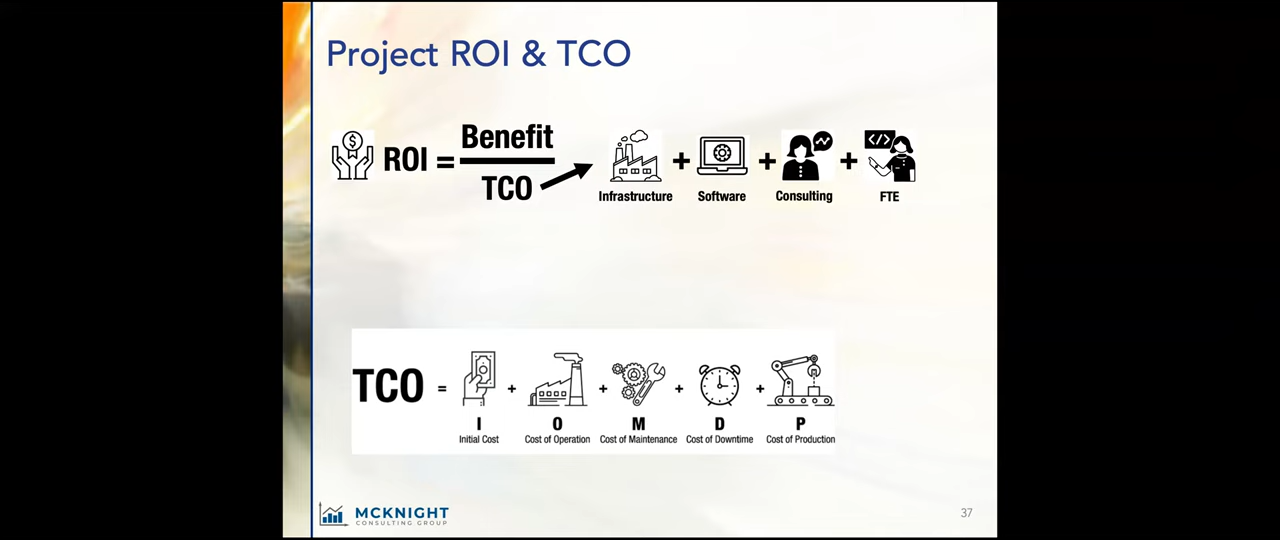 Project ROI & TCO
ROI = Benefit
TCO
+ + +
Infrastructure Software Consulting FTE
$
</>
TCO = + + + +
I O M D P
Initial Cost Cost of Operation Cost of Maintenance Cost of Downtime Cost of Production
MCKNIGHT
CONSULTING GROUP
37